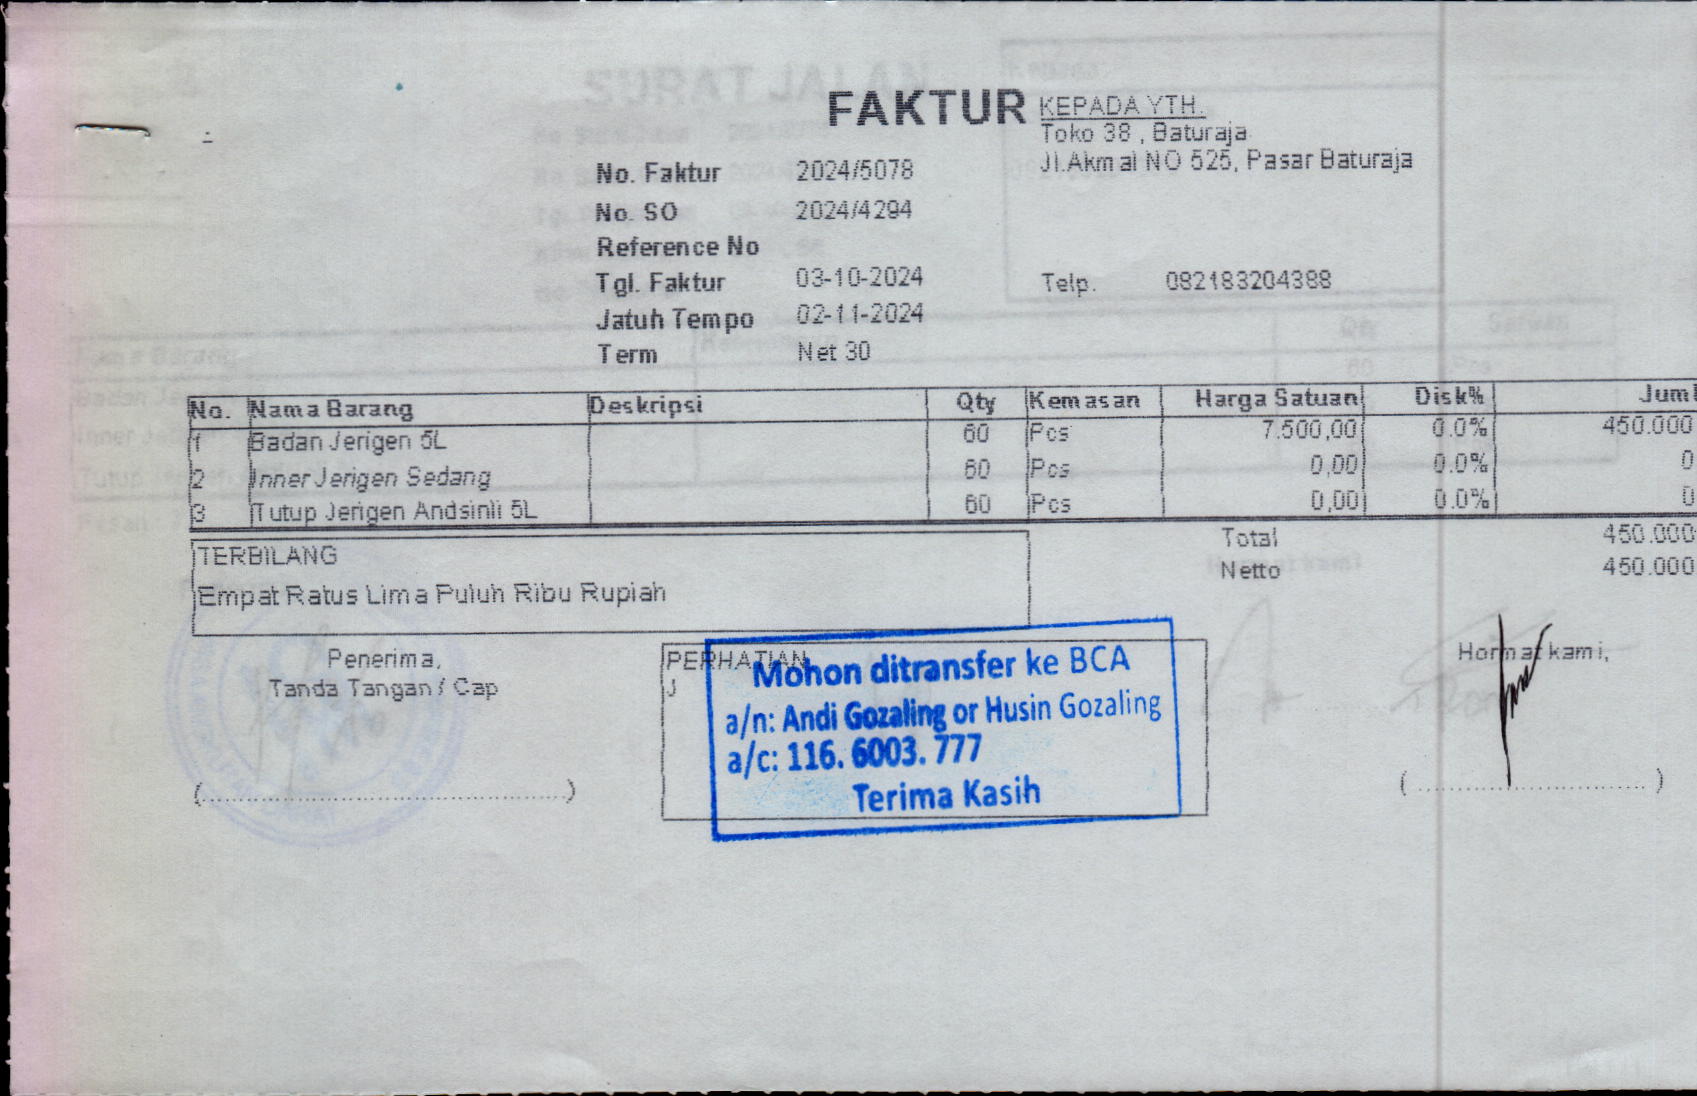 FAKTUR
KEPADA YTH.
Toko 38 , Baturaja
Jl.Akmal NO 525, Pasar Baturaja
No. Faktur 2024/5078
No. SO 2024/4294
Reference No
Tgl. Faktur 03-10-2024
Telp. 082183204388
Jatuh Tempo 02-11-2024
Term Net 30
No. Nama Barang Deskripsi Qty Kemasan Harga Satuan Disk% Juml
1 Badan Jerigen 5L 60 Pcs 7.500,00 0.0% 450.000
2 Inner Jerigen Sedang 60 Pcs 0,00 0.0% 0
3 Tutup Jerigen Andsinli 5L 60 Pcs 0,00 0.0% 0
Total 450.000
Netto 450.000
TERBILANG
Empat Ratus Lima Puluh Ribu Rupiah
Penerima,
Tanda Tangan / Cap
(........................................)
PERHATIAN
J
Mohon ditransfer ke BCA
a/n: Andi Gozaling or Husin Gozaling
a/c: 116. 6003. 777
Terima Kasih
Hormat kami,
(..............................)
SURAT JALAN